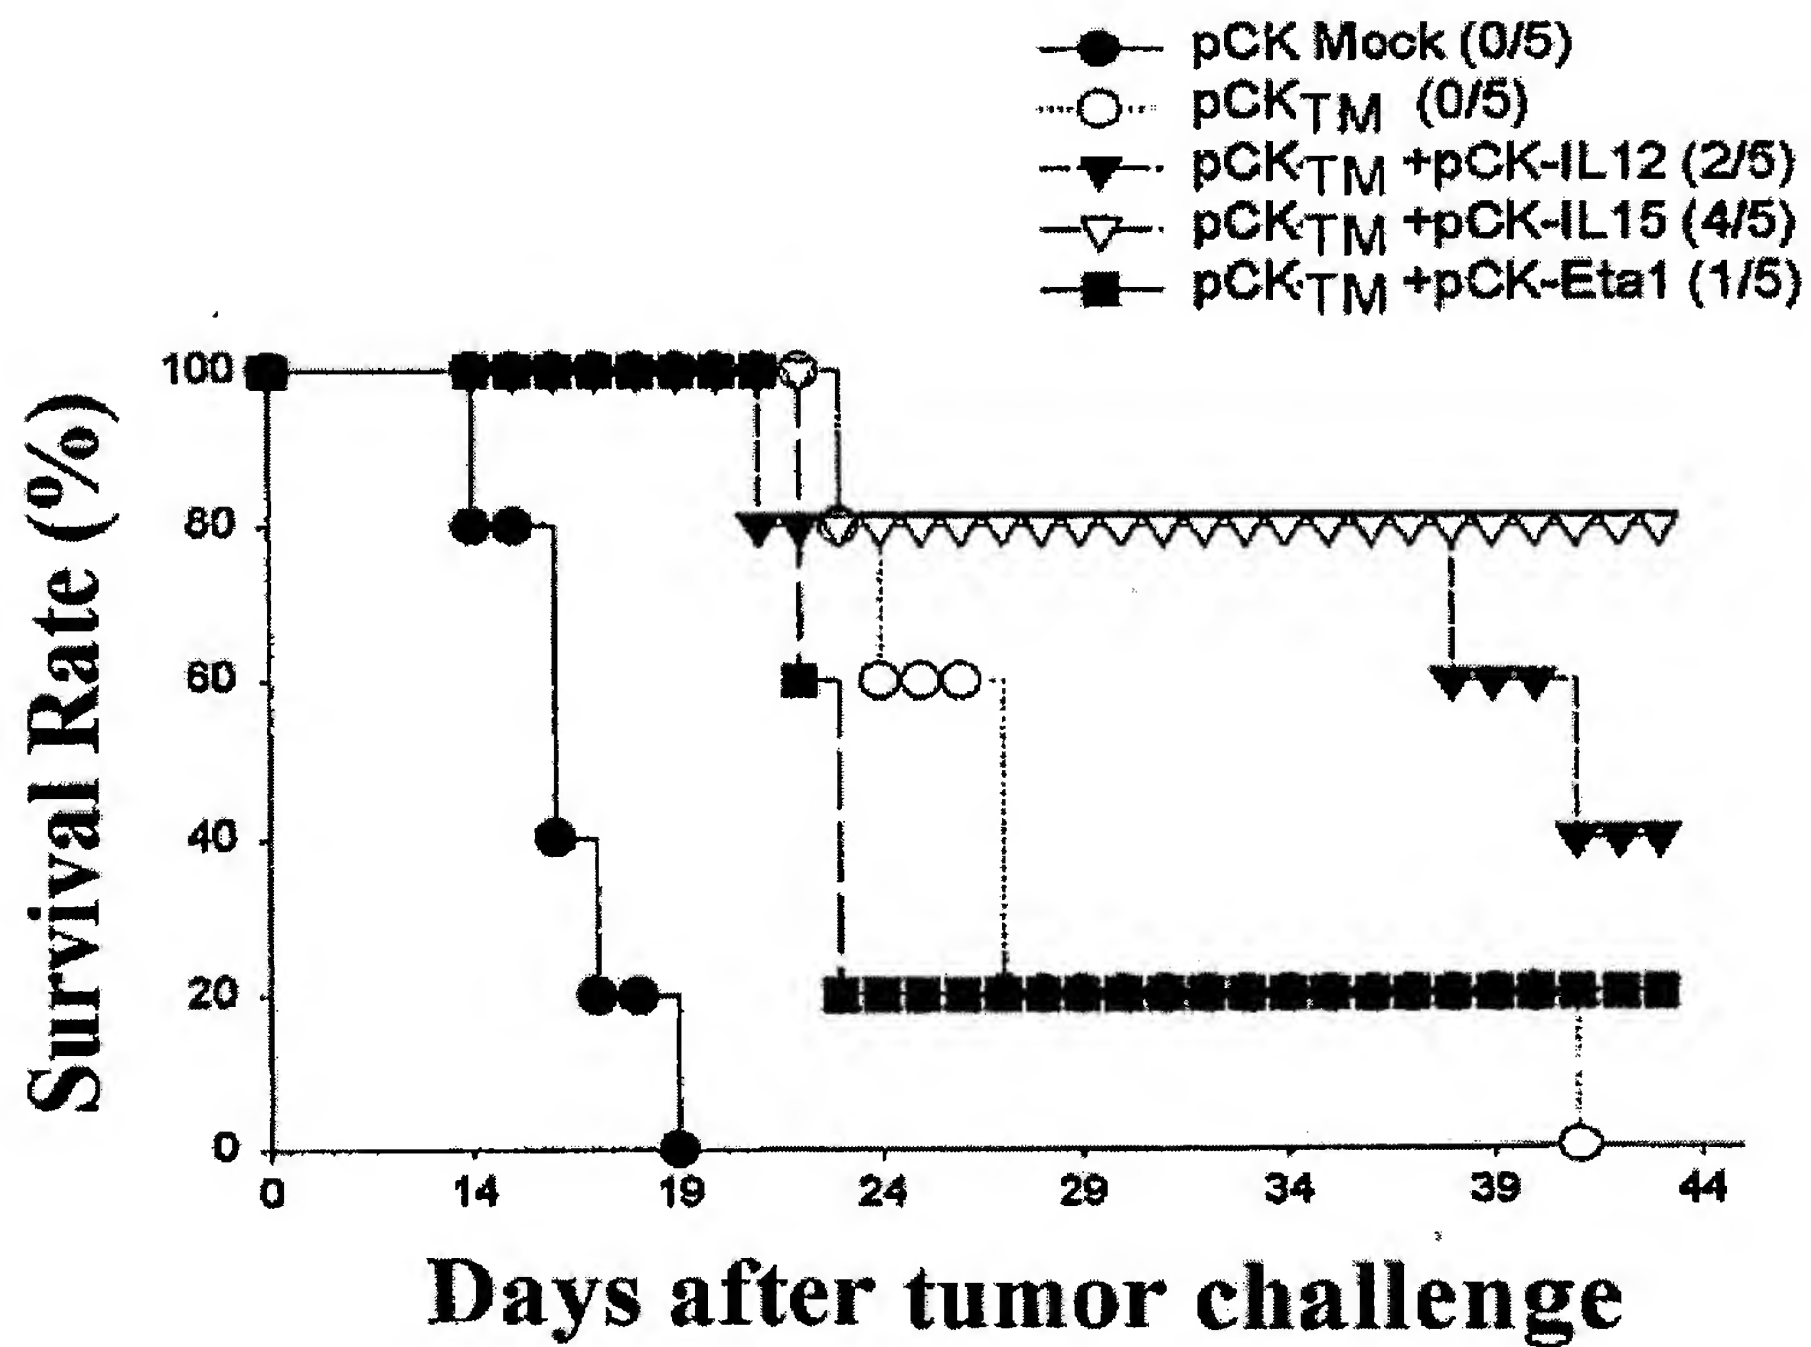 pCK Mock (0/5)
pCKTM (0/5)
pCKTM +pCK-IL12 (2/5)
pCKTM +pCK-IL15 (4/5)
pCKTM +pCK-Eta1 (1/5)
Survival Rate (%)
100
80
60
40
20
0
0 14 19 24 29 34 39 44
Days after tumor challenge